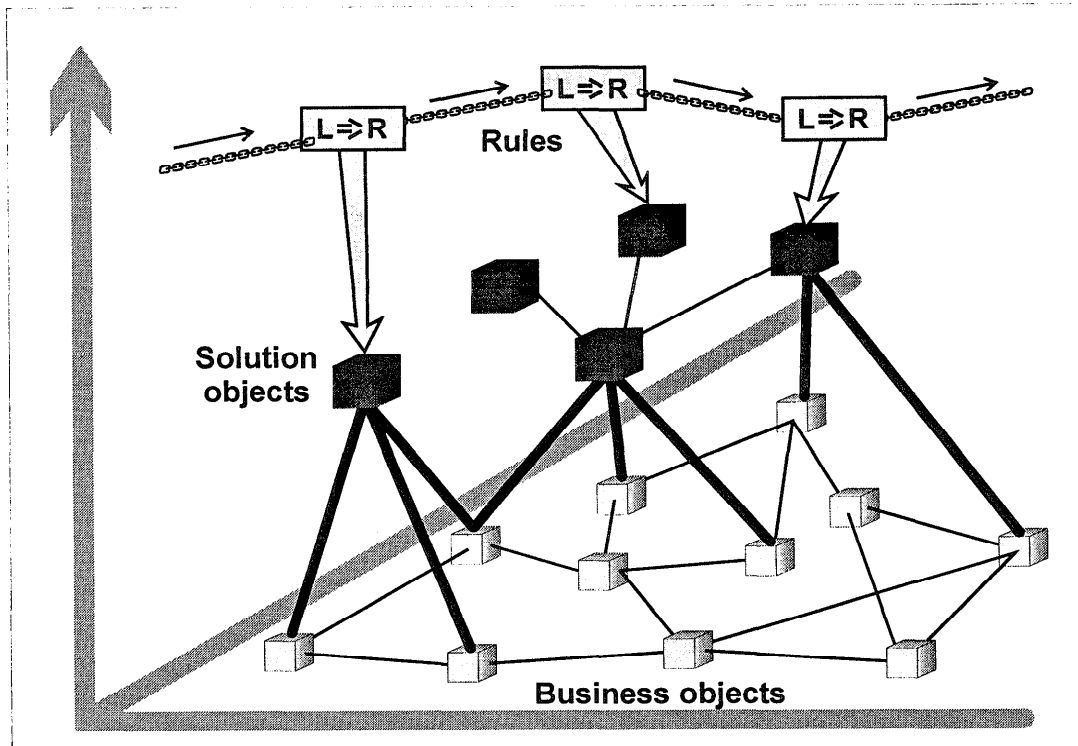 L=>R
L=>R
L=>R
Rules
Solution
objects
Business objects